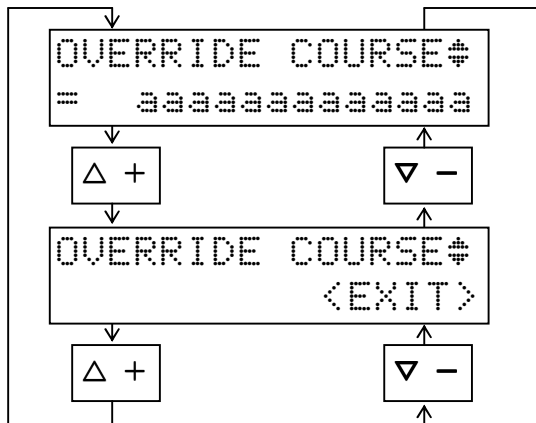 OVERRIDE COURSE
= aaaaaaaaaaaaa
△ + ▽ −
OVERRIDE COURSE
<EXIT>
△ + ▽ −